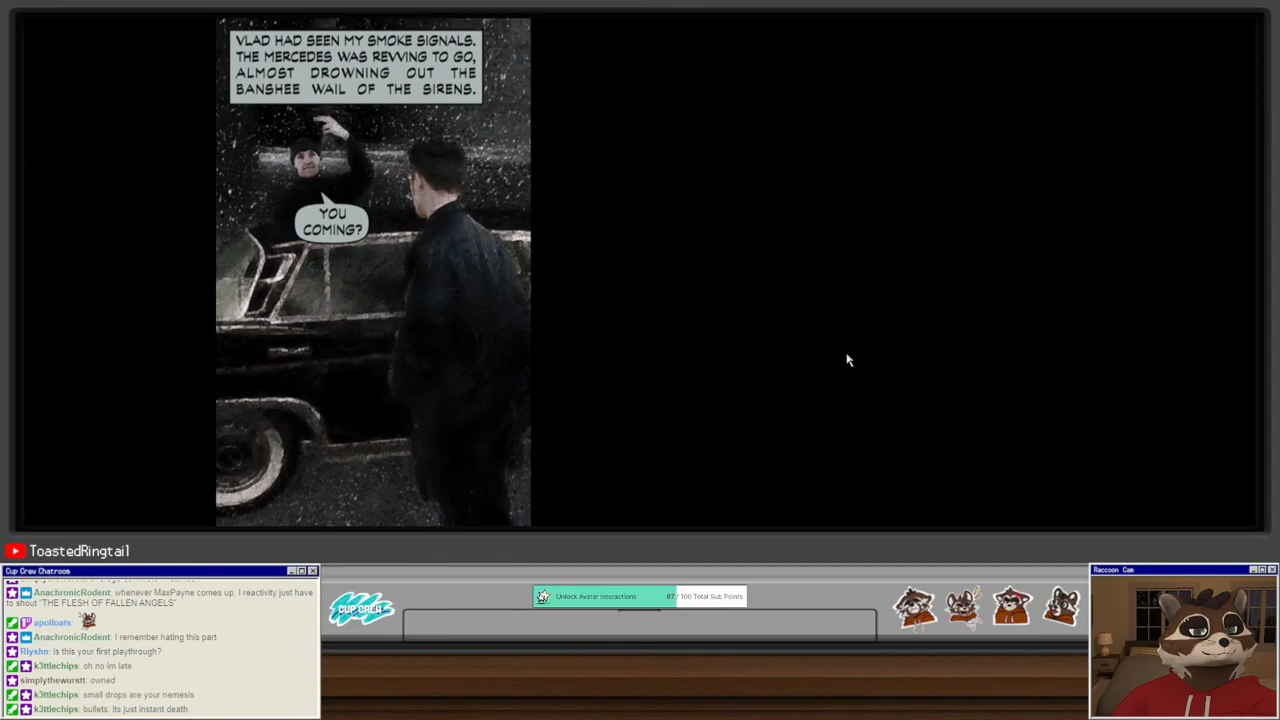 VLAD HAD SEEN MY SMOKE SIGNALS.
THE MERCEDES WAS REVVING TO GO,
ALMOST DROWNING OUT THE
BANSHEE WAIL OF THE SIRENS.
YOU
COMING?
ToastedRingtail
Cup Crew Chatroom
AnachronicRodent: whenever MaxPayne comes up, I reactivity just have
to shout "THE FLESH OF FALLEN ANGELS"
apolloats:
AnachronicRodent: I remember hating this part
Riyshn: is this your first playthrough?
k3ttlechips: oh no im late
simplythewurstt: owned
k3ttlechips: small drops are your nemesis
k3ttlechips: bullets: its just instant death
CUP CREW
Unlock Avatar Interactions
87 / 100 Total Sub Points
Raccoon Cam